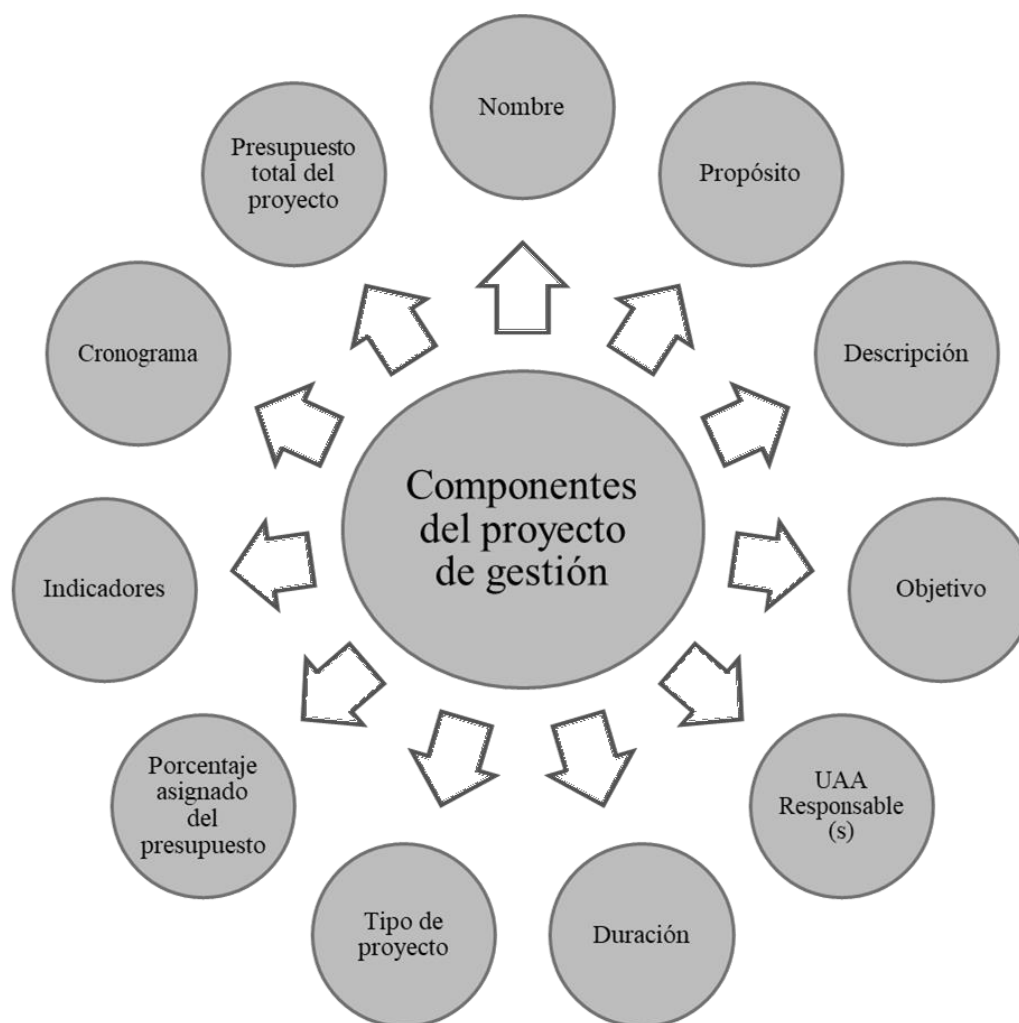 Nombre
Propósito
Descripción
Objetivo
UAA
Responsable
(s)
Duración
Tipo de
proyecto
Porcentaje
asignado
del
presupuesto
Indicadores
Cronograma
Presupuesto
total del
proyecto
Componentes
del proyecto
de gestión